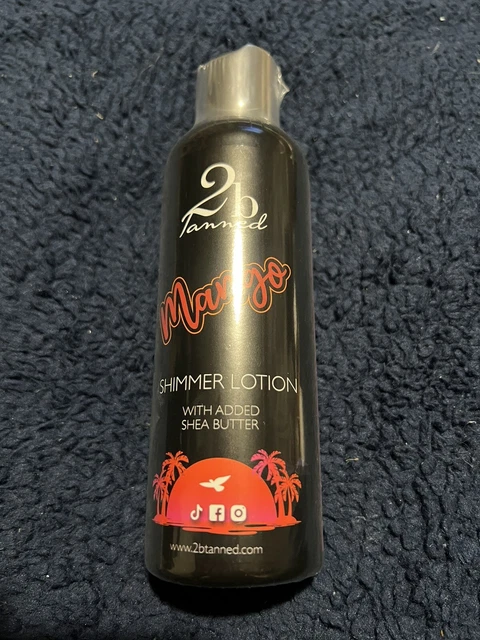 2b
Tanned
Mango
SHIMMER LOTION
WITH ADDED
SHEA BUTTER
www.2btanned.com